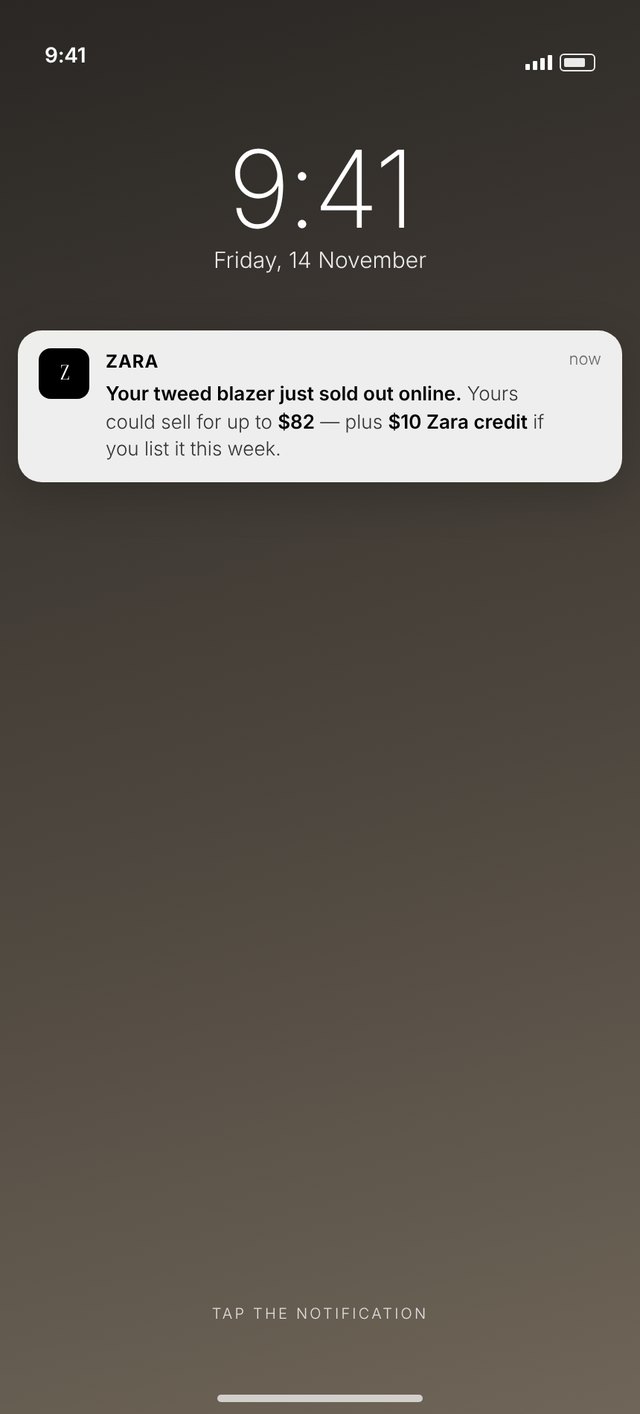 9:41
9:41
Friday, 14 November
Z
ZARA
now
Your tweed blazer just sold out online. Yours
could sell for up to $82 — plus $10 Zara credit if
you list it this week.
TAP THE NOTIFICATION